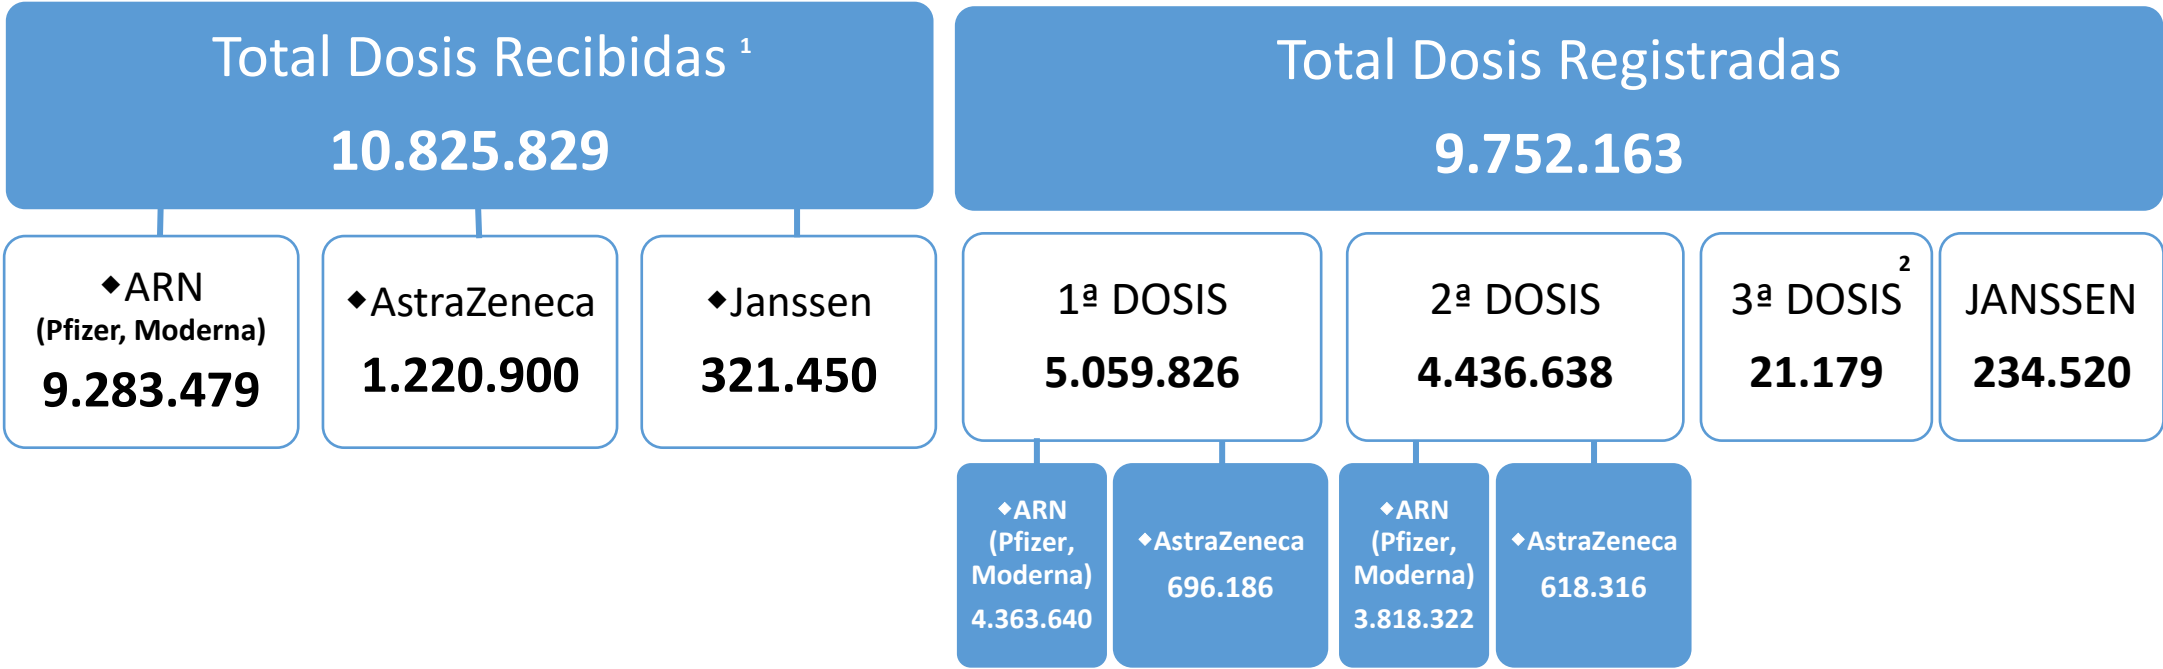 Total Dosis Recibidas 1
10.825.829
◆ARN
(Pfizer, Moderna)
9.283.479
◆AstraZeneca
1.220.900
◆Janssen
321.450
Total Dosis Registradas
9.752.163
1ª DOSIS
5.059.826
◆ARN
(Pfizer,
Moderna)
4.363.640
◆AstraZeneca
696.186
2ª DOSIS
4.436.638
◆ARN
(Pfizer,
Moderna)
3.818.322
◆AstraZeneca
618.316
3ª DOSIS 2
21.179
JANSSEN
234.520